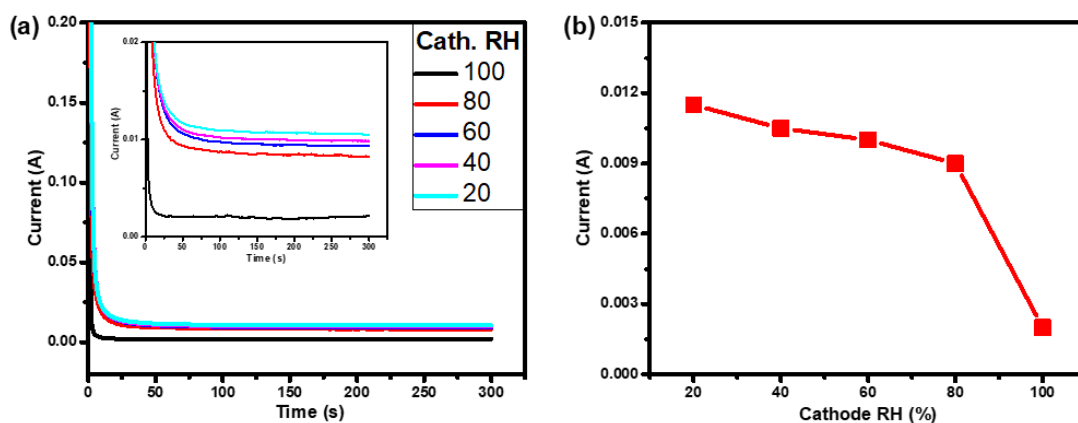 (a)
0.20
0.15
0.10
0.05
0.00
Current (A)
0 50 100 150 200 250 300
Time (s)
0.02
0.01
0.00
Current (A)
0 50 100 150 200 250 300
Time (s)
Cath. RH
100
80
60
40
20
(b)
0.015
0.012
0.009
0.006
0.003
0.000
Current (A)
20 40 60 80 100
Cathode RH (%)